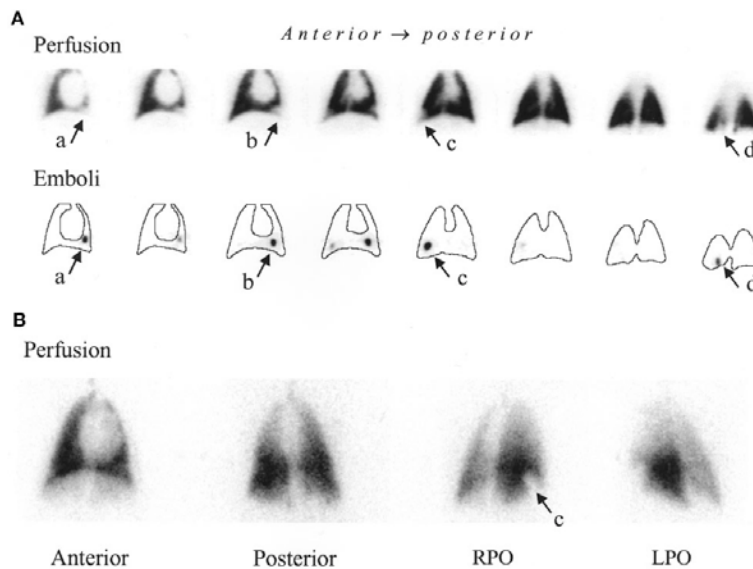 A
Anterior → posterior
Perfusion
a
b
c
d
Emboli
a
b
c
d
B
Perfusion
c
Anterior Posterior RPO LPO